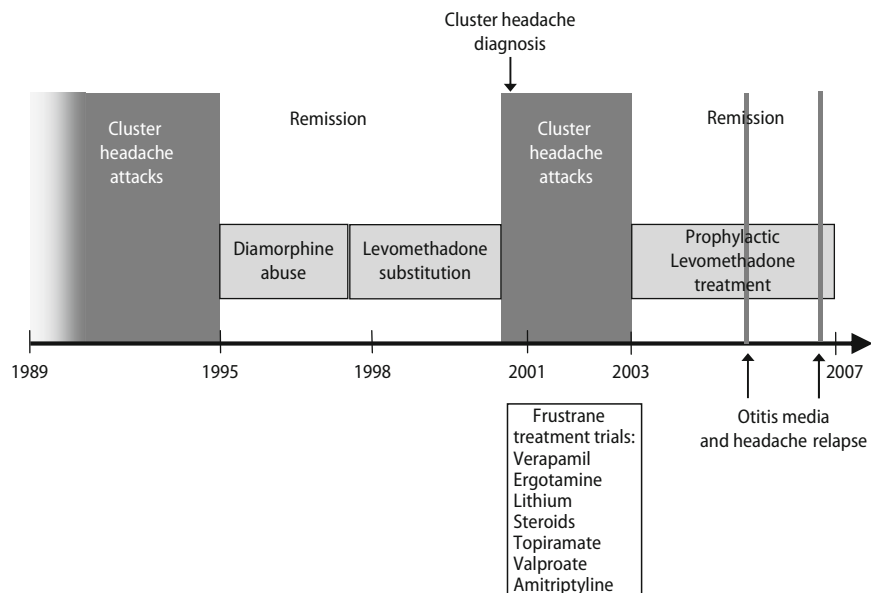 Cluster headache
diagnosis
Cluster
headache
attacks
Remission
Cluster
headache
attacks
Remission
Diamorphine
abuse
Levomethadone
substitution
Prophylactic
Levomethadone
treatment
1989
1995
1998
2001
2003
2007
Frustrane
treatment trials:
Verapamil
Ergotamine
Lithium
Steroids
Topiramate
Valproate
Amitriptyline
Otitis media
and headache relapse